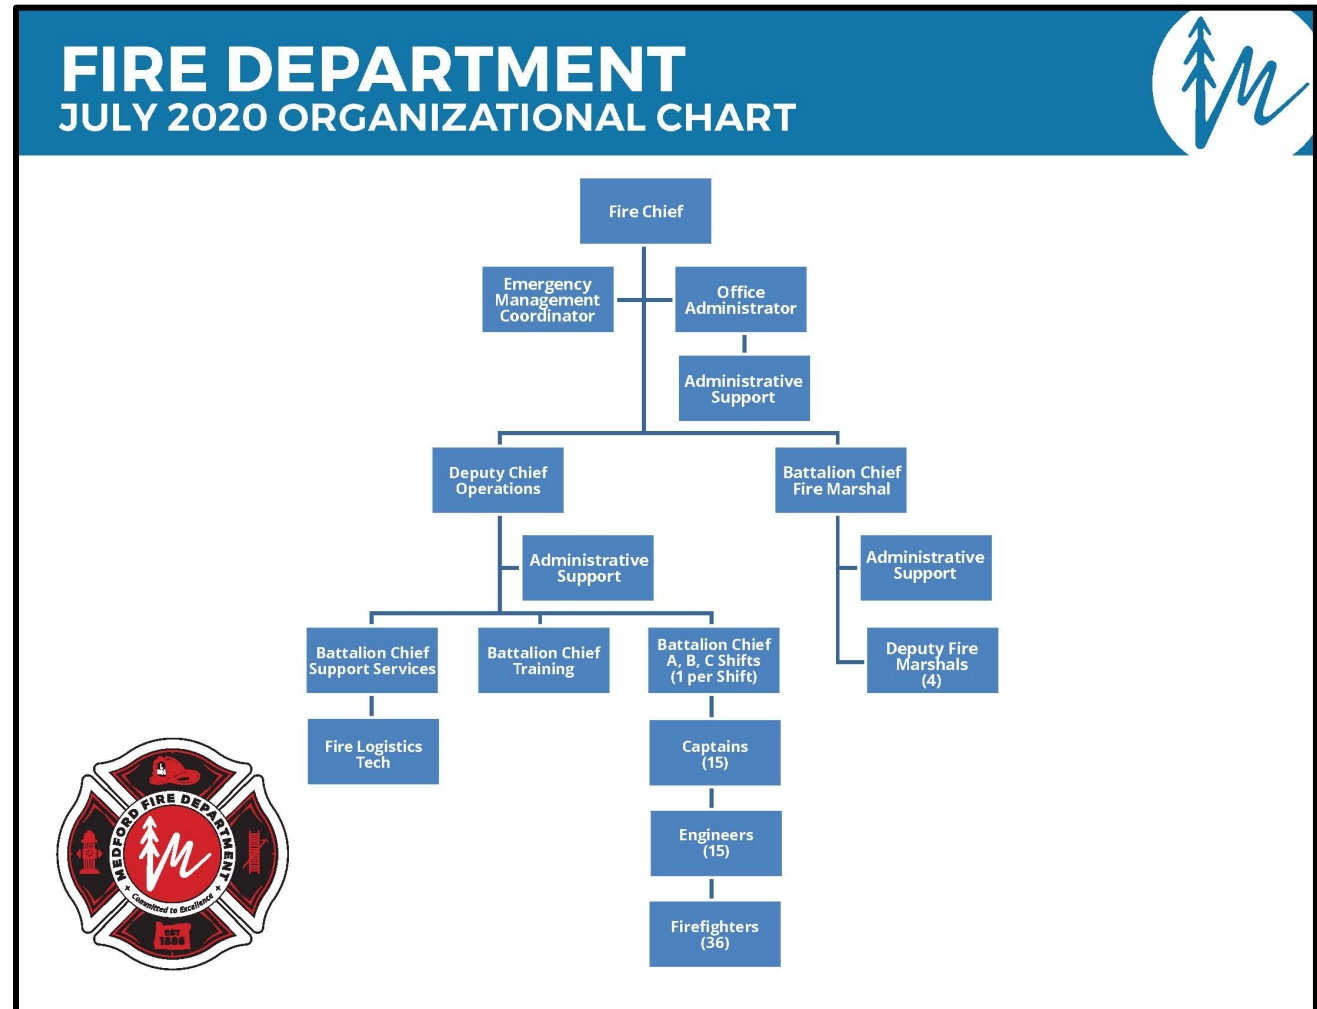 FIRE DEPARTMENT
JULY 2020 ORGANIZATIONAL CHART
Fire Chief
Emergency
Management
Coordinator
Office
Administrator
Administrative
Support
Deputy Chief
Operations
Battalion Chief
Fire Marshal
Administrative
Support
Administrative
Support
Battalion Chief
Support Services
Battalion Chief
Training
Battalion Chief
A, B, C Shifts
(1 per Shift)
Deputy Fire
Marshals
(4)
Fire Logistics
Tech
Captains
(15)
Engineers
(15)
Firefighters
(36)
MEDFORD FIRE DEPARTMENT
Committed to Excellence
EST
1886